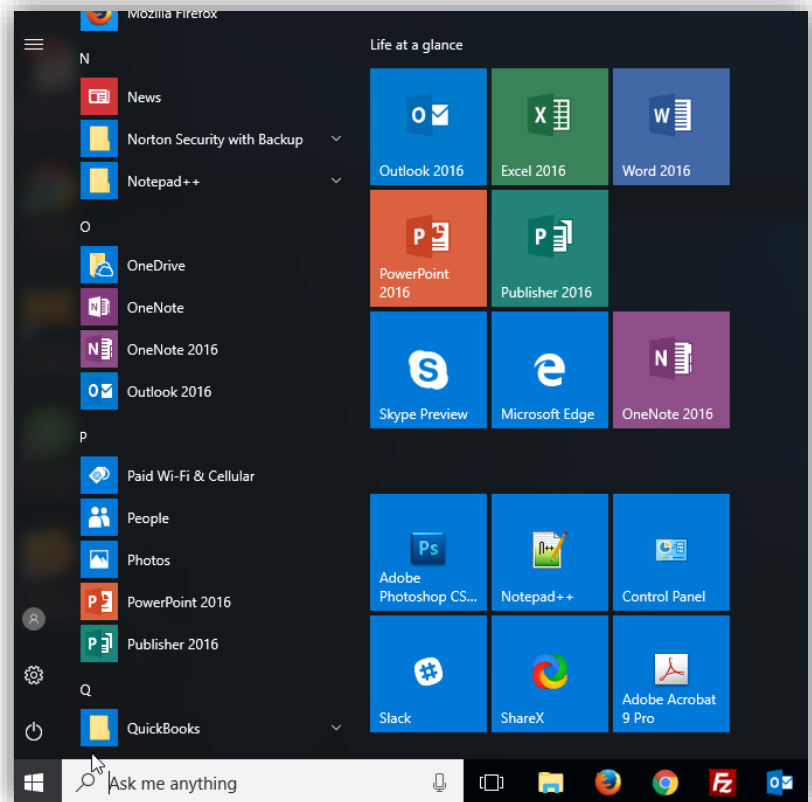 Mozilla Firefox
N
News
Norton Security with Backup
Notepad++
O
OneDrive
OneNote
OneNote 2016
Outlook 2016
P
Paid Wi-Fi & Cellular
People
Photos
PowerPoint 2016
Publisher 2016
Q
QuickBooks
Life at a glance
Outlook 2016
Excel 2016
Word 2016
PowerPoint
2016
Publisher 2016
Skype Preview
Microsoft Edge
OneNote 2016
Adobe
Photoshop CS...
Notepad++
Control Panel
Slack
ShareX
Adobe Acrobat
9 Pro
Ask me anything